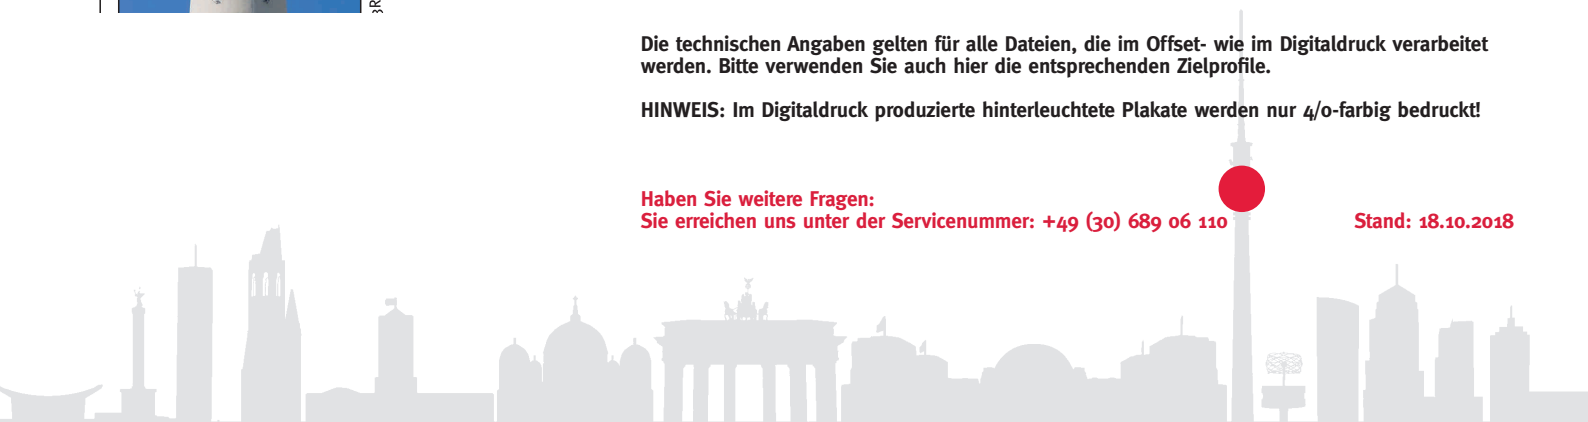 Die technischen Angaben gelten für alle Dateien, die im Offset- wie im Digitaldruck verarbeitet
werden. Bitte verwenden Sie auch hier die entsprechenden Zielprofile.
HINWEIS: Im Digitaldruck produzierte hinterleuchtete Plakate werden nur 4/0-farbig bedruckt!
Haben Sie weitere Fragen:
Sie erreichen uns unter der Servicenummer: +49 (30) 689 06 110
Stand: 18.10.2018